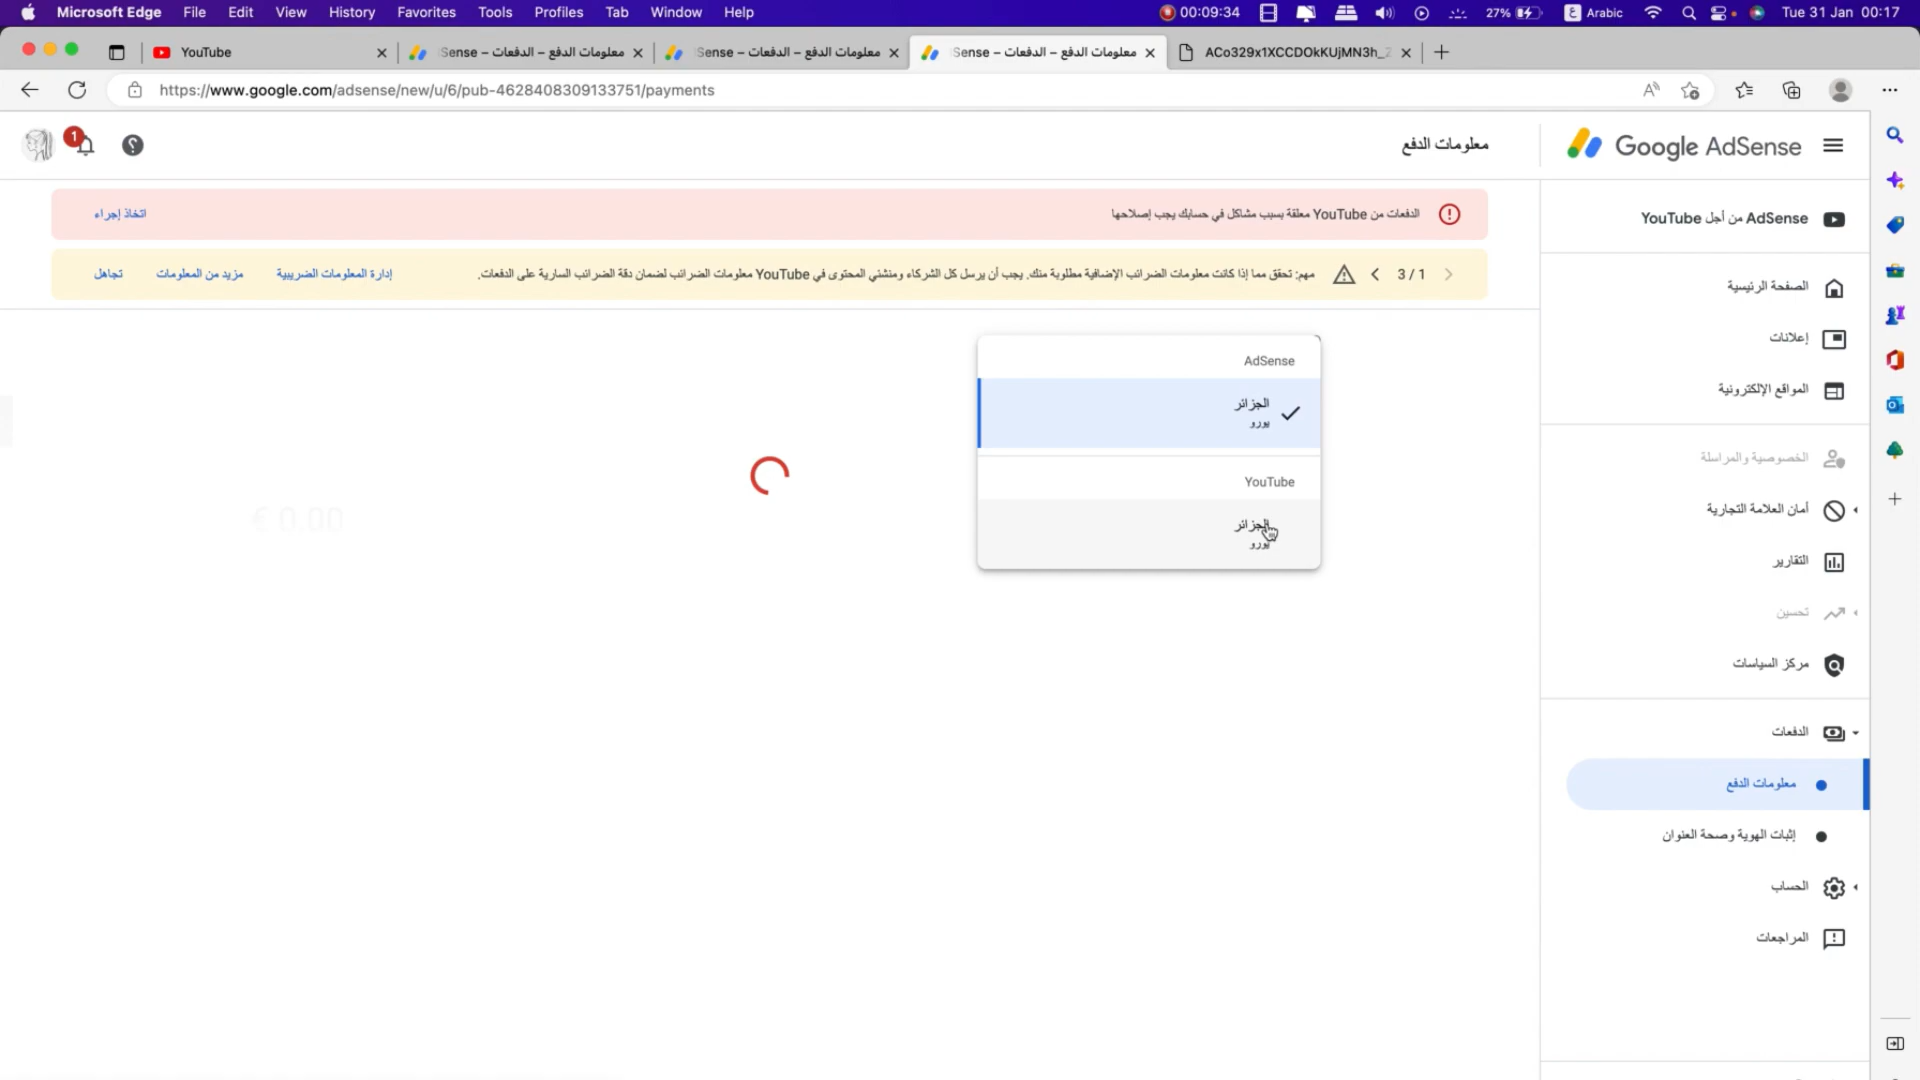 Microsoft Edge File Edit View History Favorites Tools Profiles Tab Window Help 00:09:34 27% ع Arabic Tue 31 Jan 00:17
YouTube
Sense – معلومات الدفع – الدفعات
Sense – معلومات الدفع – الدفعات
Sense – معلومات الدفع – الدفعات
ACo329x1XCCDOkKUjMN3h_
https://www.google.com/adsense/new/u/6/pub-4628408309133751/payments
Google AdSense
معلومات الدفع
1
الدفعات من YouTube معلقة بسبب مشاكل في حسابك يجب إصلاحها
اتخاذ إجراء
3 / 1
مهم: تحقق مما إذا كانت معلومات الضرائب الإضافية مطلوبة منك. يجب أن يرسل كل الشركاء ومنشئي المحتوى في YouTube معلومات الضرائب لضمان دقة الضرائب السارية على الدفعات.
إدارة المعلومات الضريبية
مزيد من المعلومات
تجاهل
AdSense
الجزائر
يورو
YouTube
الجزائر
يورو
€ 0.00
AdSense من أجل YouTube
الصفحة الرئيسية
إعلانات
المواقع الإلكترونية
الخصوصية والمراسلة
أمان العلامة التجارية
التقارير
تحسين
مركز السياسات
الدفعات
معلومات الدفع
إثبات الهوية وصحة العنوان
الحساب
المراجعات